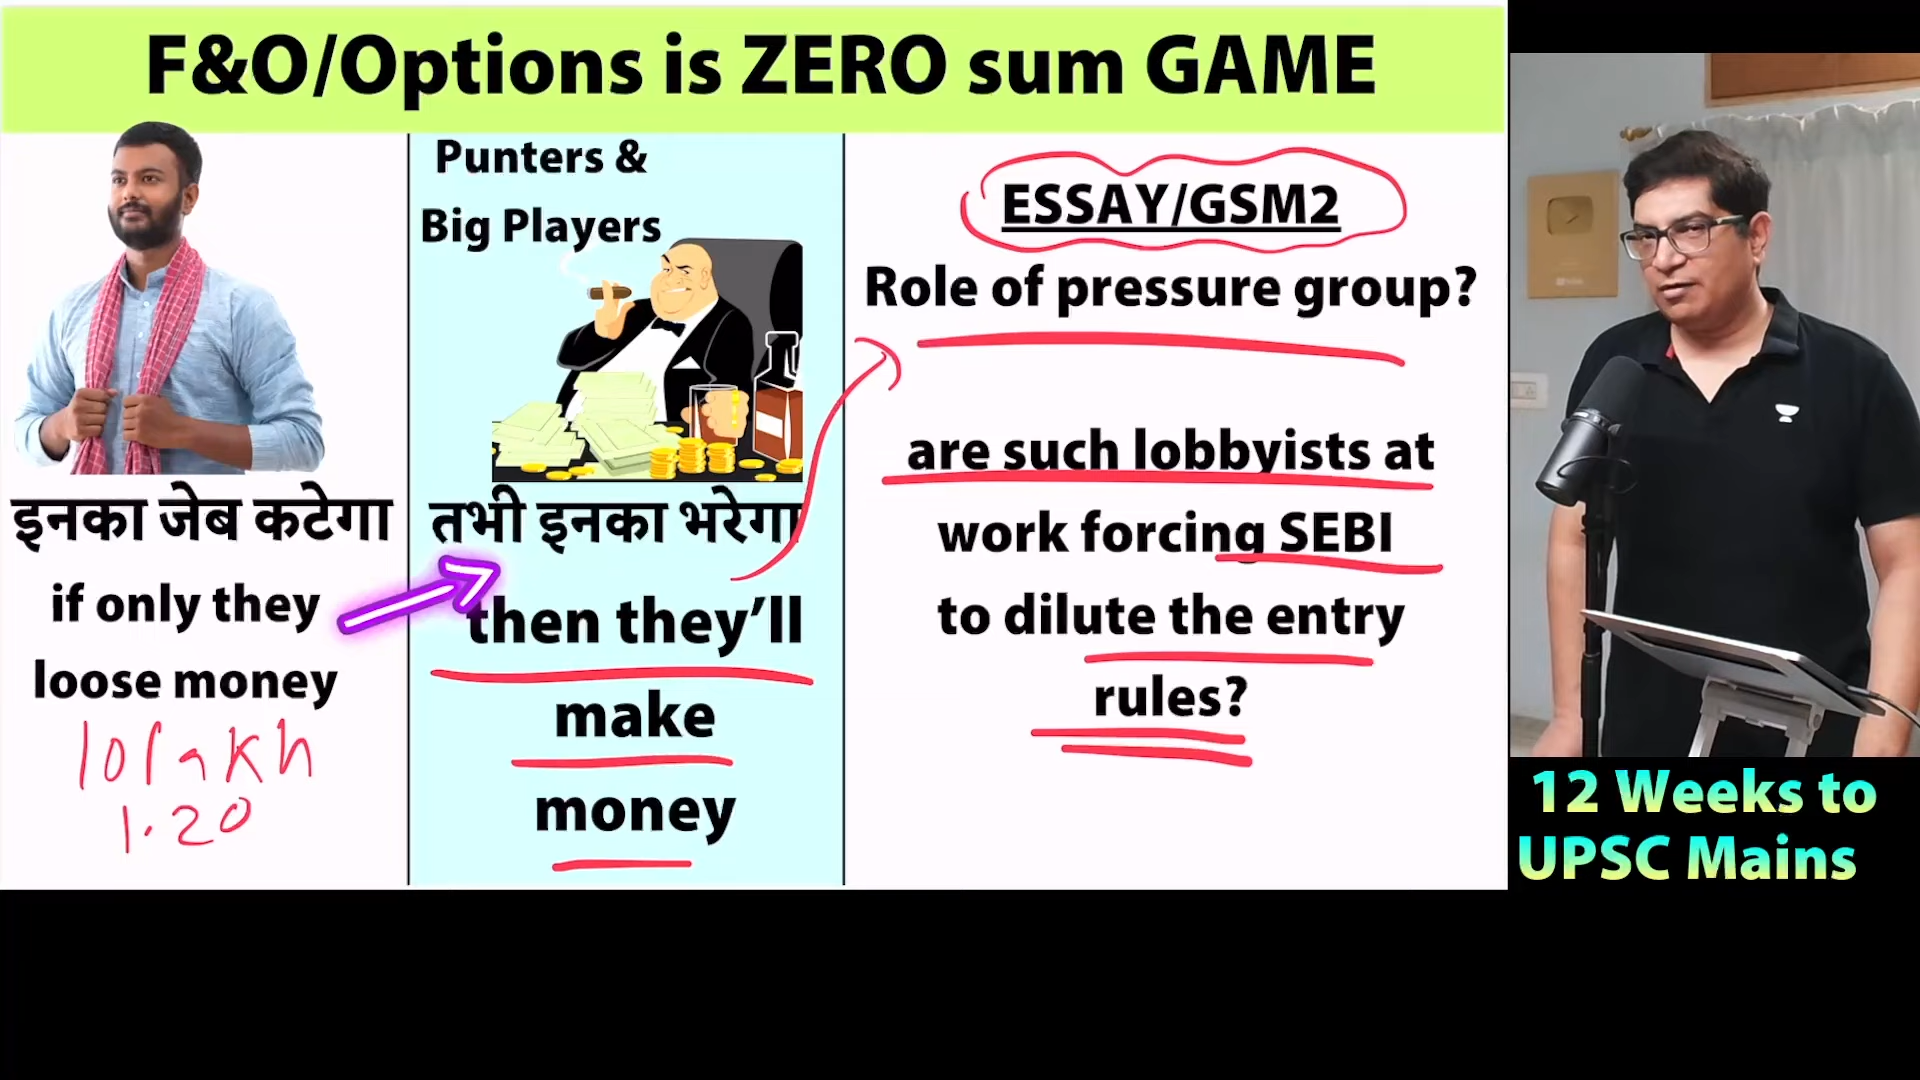 F&O/Options is ZERO sum GAME
इनका जेब कटेगा
if only they
loose money
10 lakh
1.20
Punters &
Big Players
तभी इनका भरेगा
then they'll
make
money
ESSAY/GSM2
Role of pressure group?
are such lobbyists at
work forcing SEBI
to dilute the entry
rules?
12 Weeks to
UPSC Mains